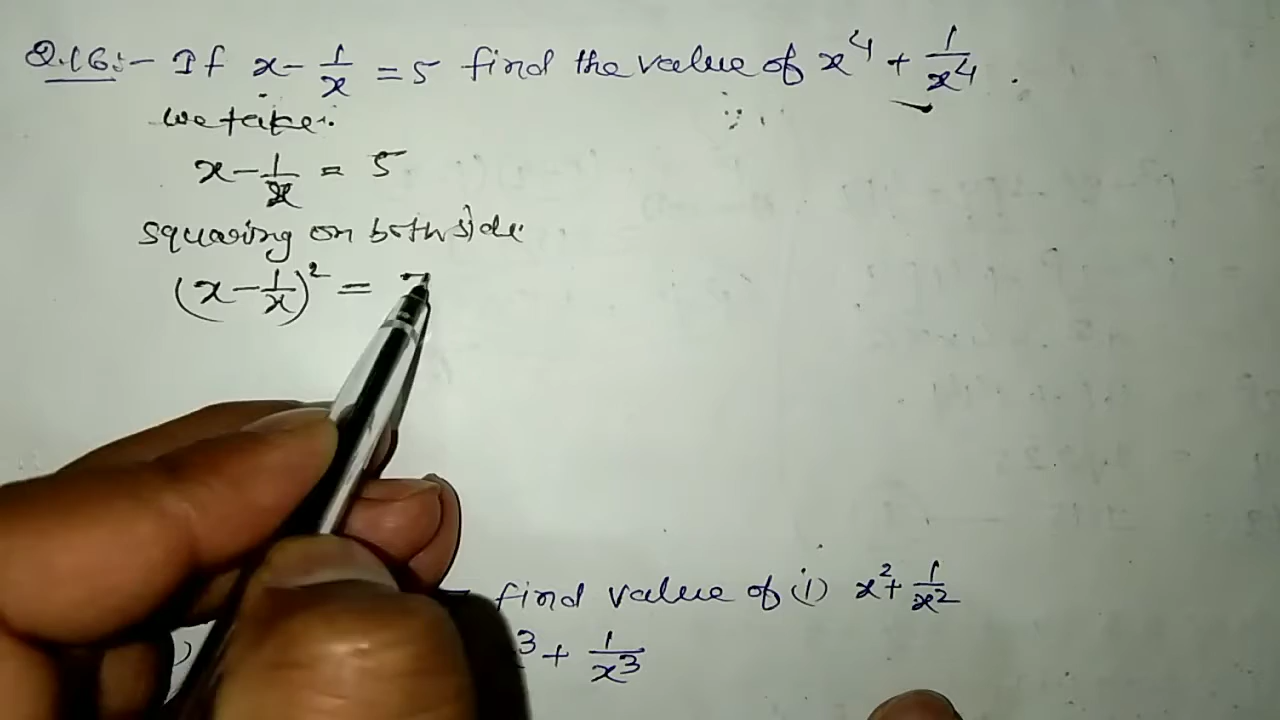 Q.16:- If x - 1/x = 5 find the value of x⁴ + 1/x⁴ .
we take:
x - 1/x = 5
squaring on both side
(x - 1/x)² =
find value of (i) x² + 1/x²
3 + 1/x³